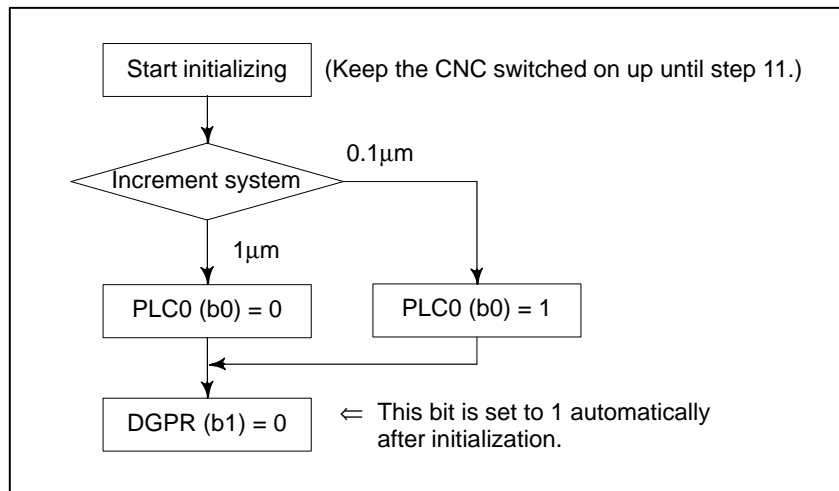 Start initializing
(Keep the CNC switched on up until step 11.)
0.1μm
Increment system
1μm
PLC0 (b0) = 0
PLC0 (b0) = 1
DGPR (b1) = 0
⇐ This bit is set to 1 automatically
after initialization.